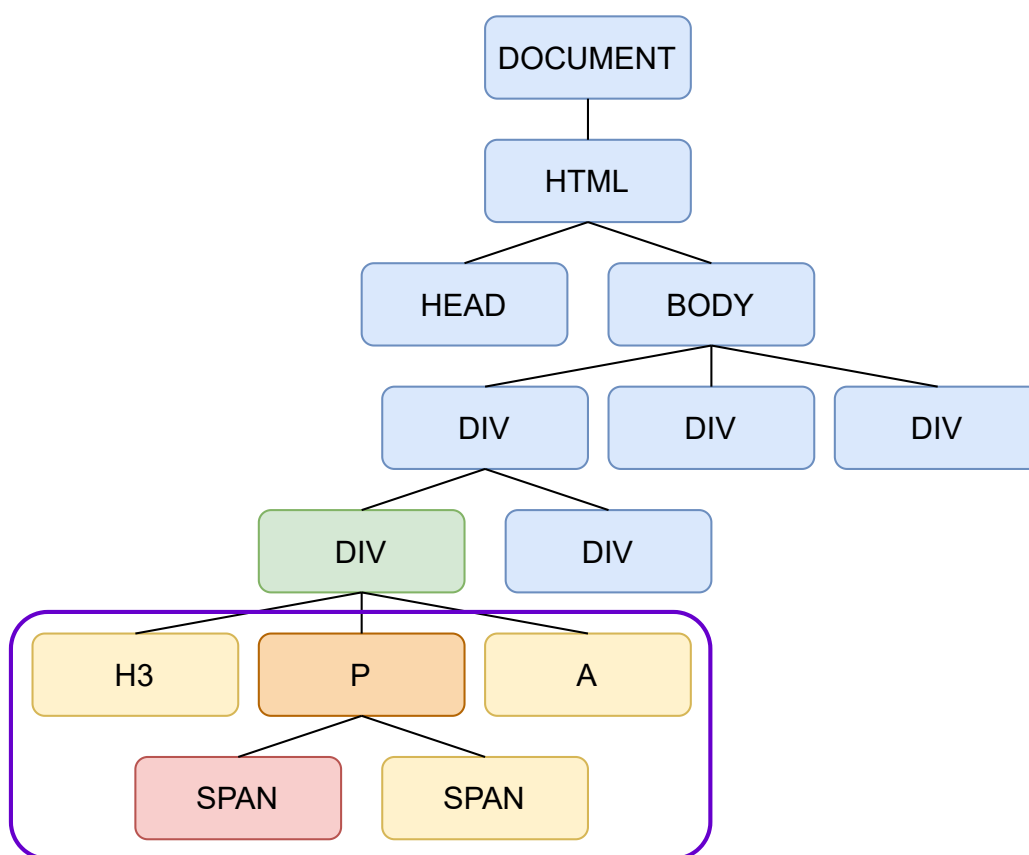 DOCUMENT
HTML
HEAD
BODY
DIV
DIV
DIV
DIV
DIV
H3
P
A
SPAN
SPAN